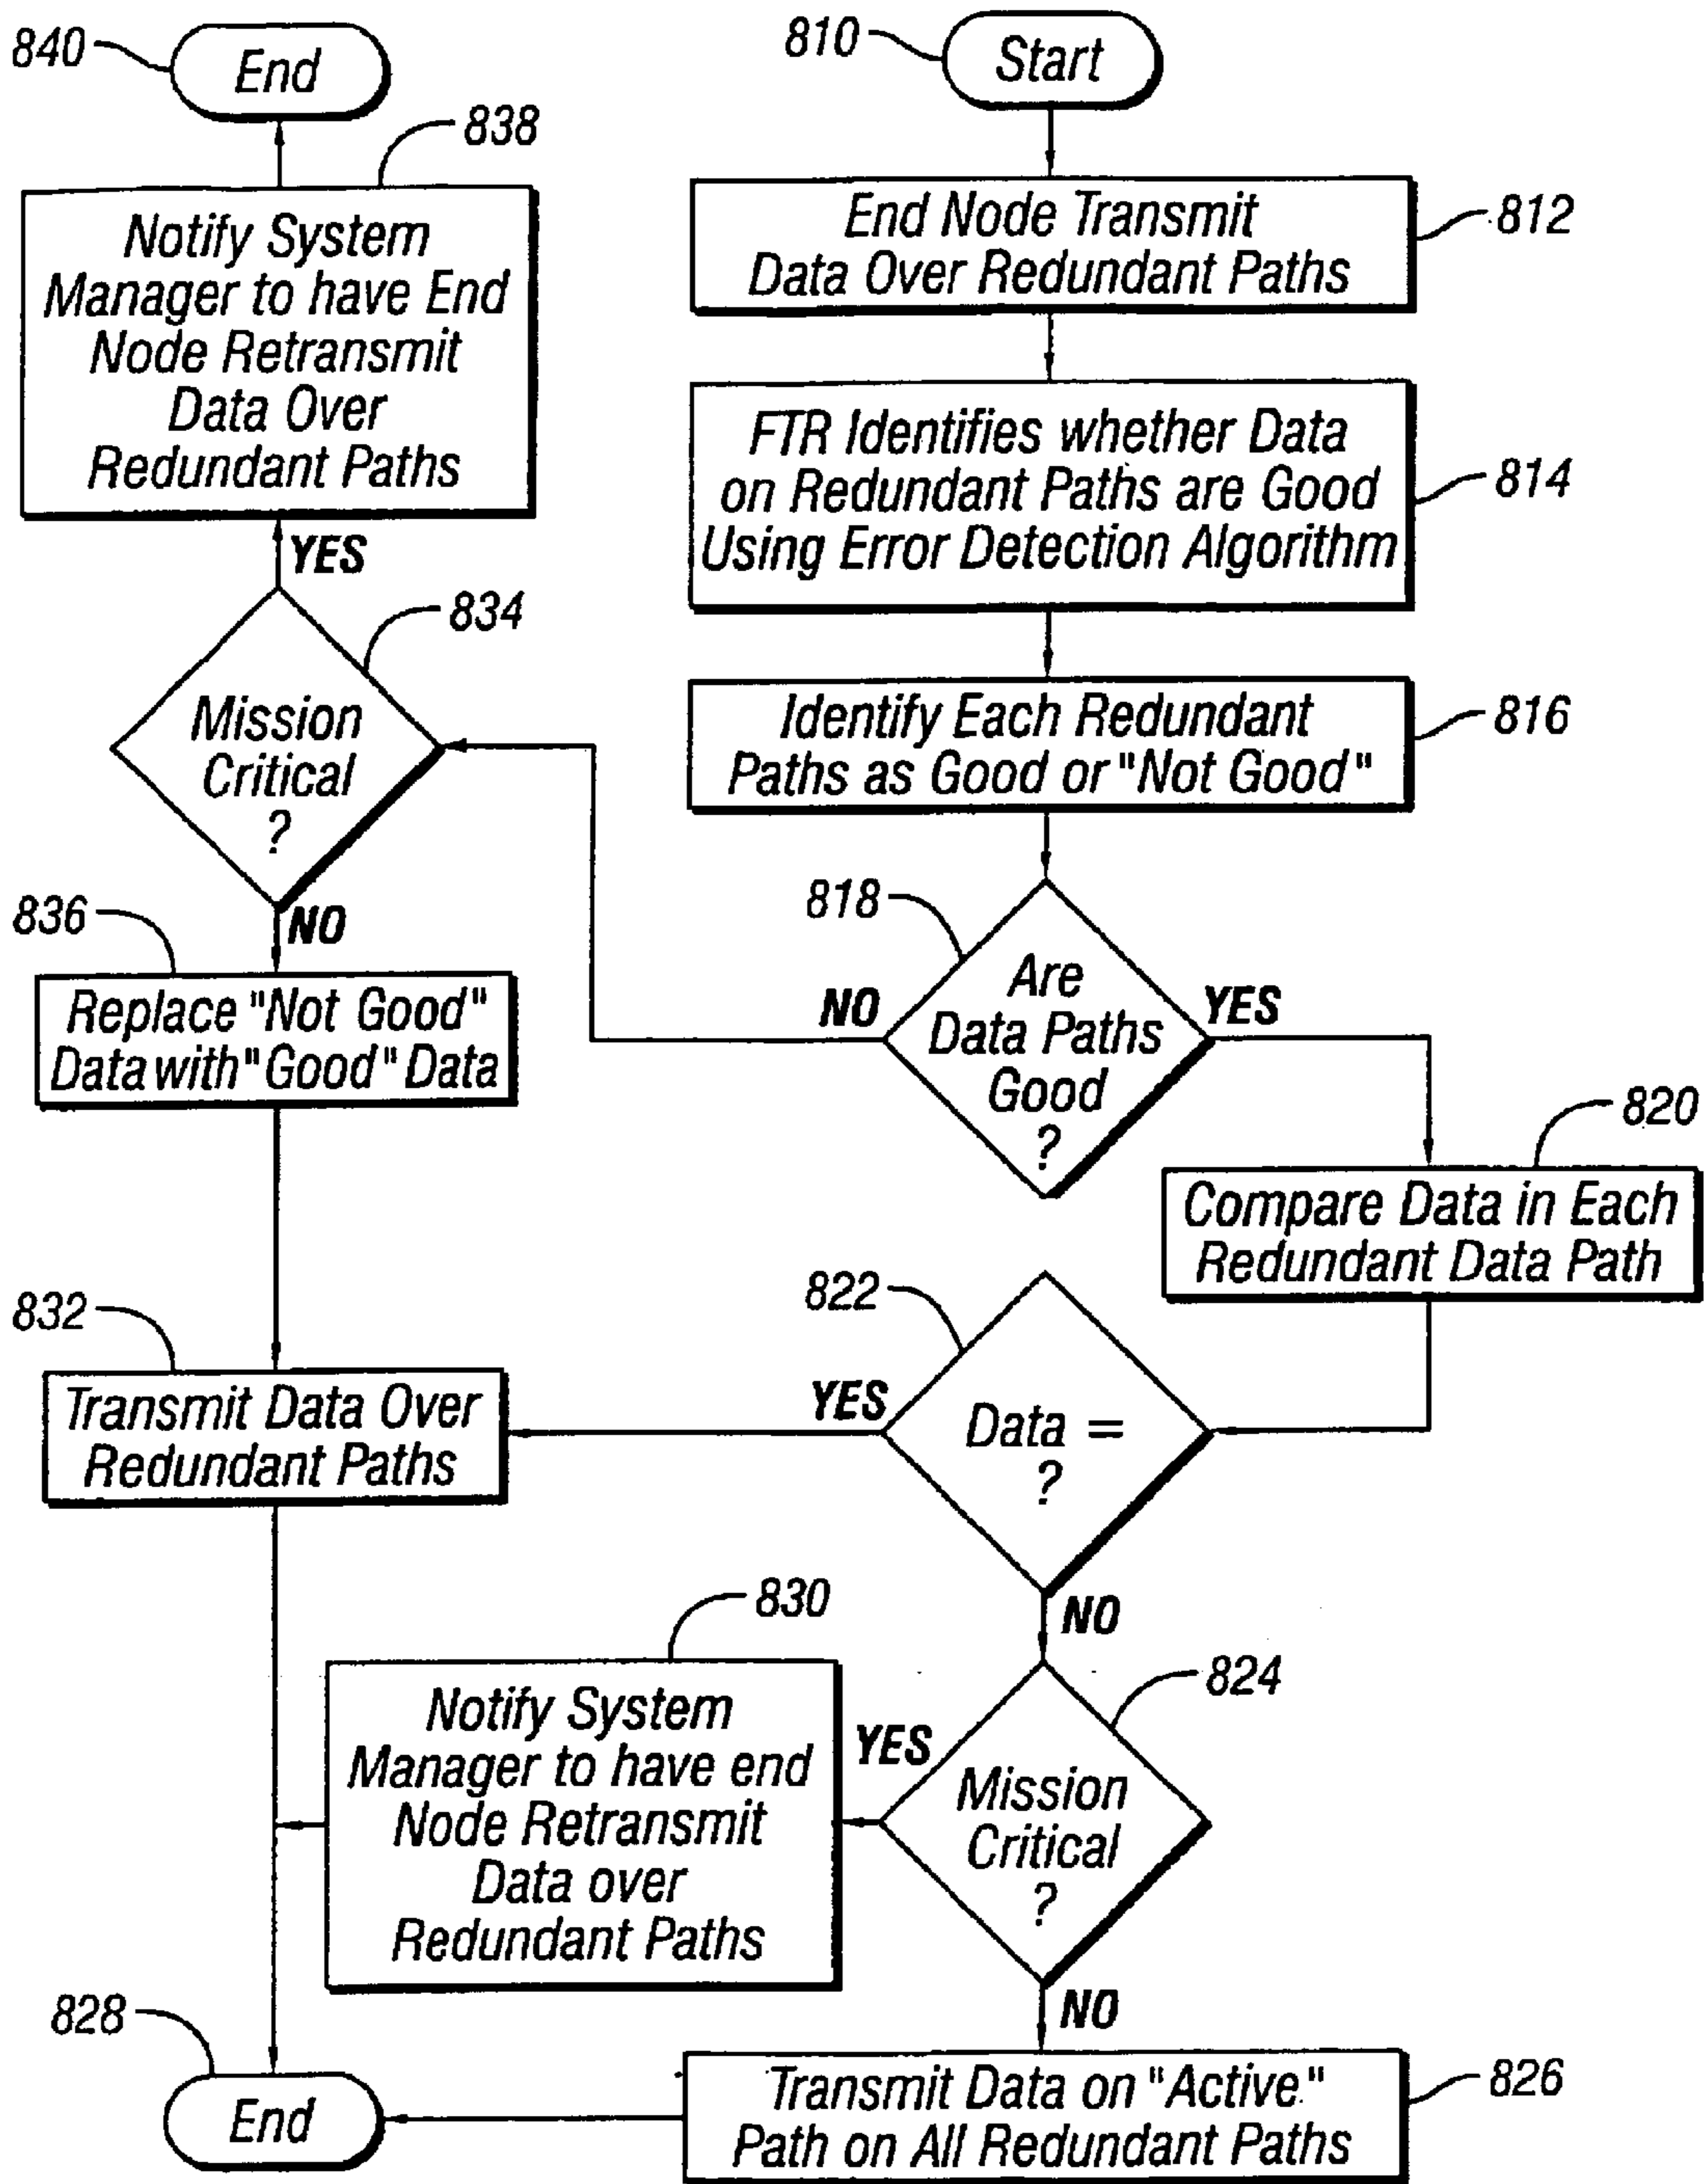 810
Start
End Node Transmit
Data Over Redundant Paths
812
FTR Identifies whether Data
on Redundant Paths are Good
Using Error Detection Algorithm
814
Identify Each Redundant
Paths as Good or "Not Good"
816
818
Are
Data Paths
Good
?
NO
YES
820
Compare Data in Each
Redundant Data Path
822
Data =
?
YES
NO
824
Mission
Critical
?
YES
NO
Transmit Data on "Active."
Path on All Redundant Paths
826
830
Notify System
Manager to have end
Node Retransmit
Data over
Redundant Paths
828
End
832
Transmit Data Over
Redundant Paths
836
Replace "Not Good"
Data with "Good" Data
834
Mission
Critical
?
NO
YES
838
Notify System
Manager to have End
Node Retransmit
Data Over
Redundant Paths
840
End